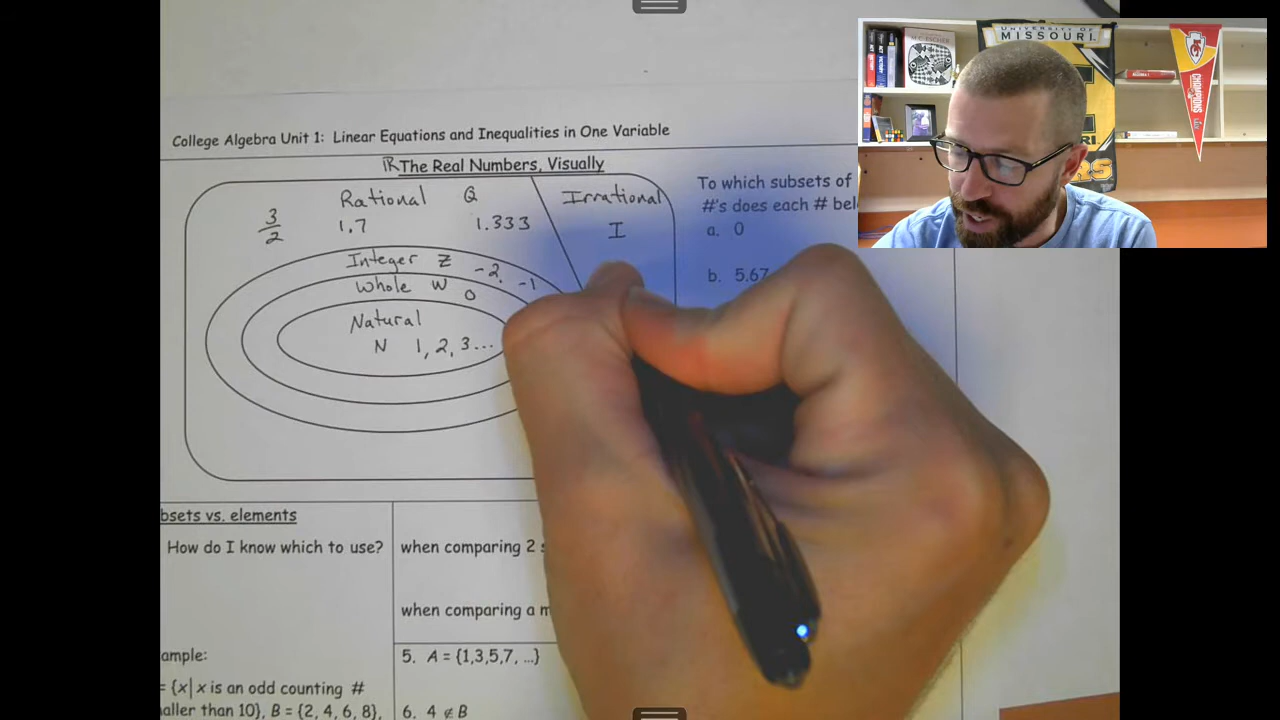 College Algebra Unit 1: Linear Equations and Inequalities in One Variable
ℝ The Real Numbers, Visually
Rational Q
3/2 1.7 1.333
Irrational
I
Integer Z -2 -1
Whole W 0
Natural
N 1, 2, 3...
To which subsets of
#'s does each #
a. 0
b. 5.67
bsets vs. elements
How do I know which to use?
when comparing 2
when comparing a
ample:
= {x|x is an odd counting #
aller than 10}, B = {2, 4, 6, 8},
5. A = {1,3,5,7, ...}
6. 4 ∉ B
UNIVERSITY OF
MISSOURI
M.C. ESCHER
KC
CHAMPIONS